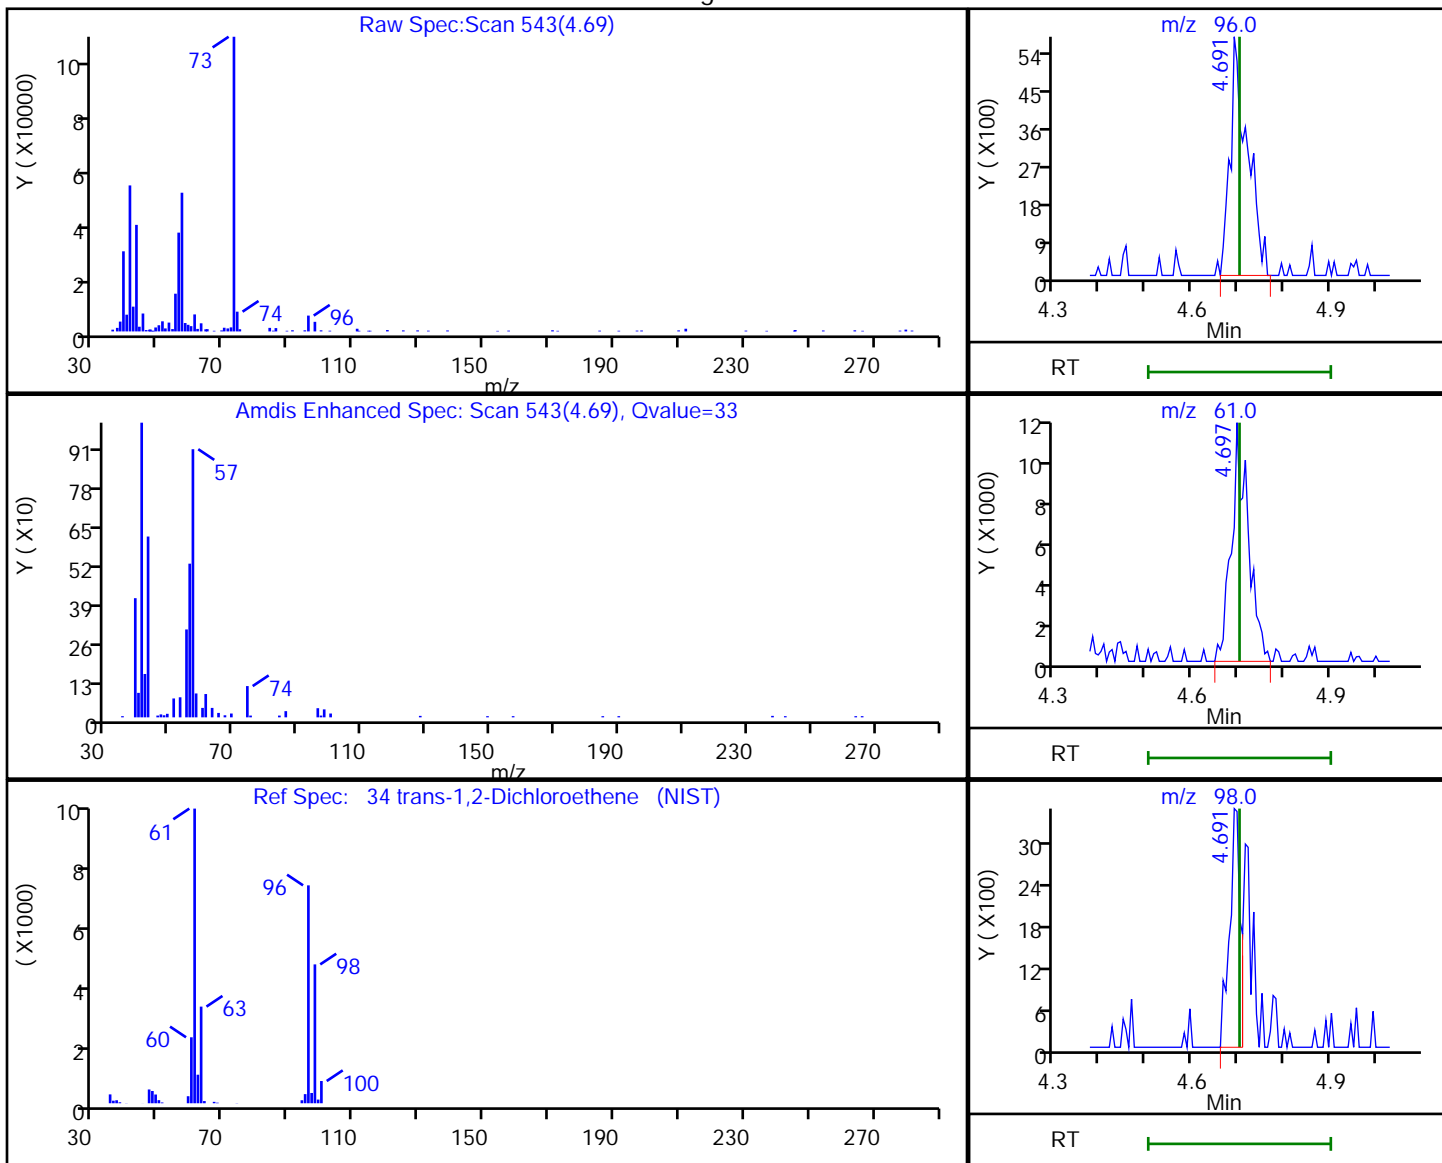 Raw Spec:Scan 543(4.69)
Y ( X10000)
10
8
6
4
2
0
73
74
96
30 70 110 150 190 230 270
m/z
m/z 96.0
Y ( X100)
54
45
36
27
18
9
0
4.691
4.3 4.6 4.9
Min
RT
Amdis Enhanced Spec: Scan 543(4.69), Qvalue=33
Y ( X10)
91
78
65
52
39
26
13
0
57
74
30 70 110 150 190 230 270
m/z
m/z 61.0
Y ( X1000)
12
10
8
6
4
2
0
4.697
4.3 4.6 4.9
Min
RT
Ref Spec: 34 trans-1,2-Dichloroethene (NIST)
( X1000)
10
8
6
4
2
0
61
96
98
63
60
100
30 70 110 150 190 230 270
m/z 98.0
Y ( X100)
30
24
18
12
6
0
4.691
4.3 4.6 4.9
Min
RT